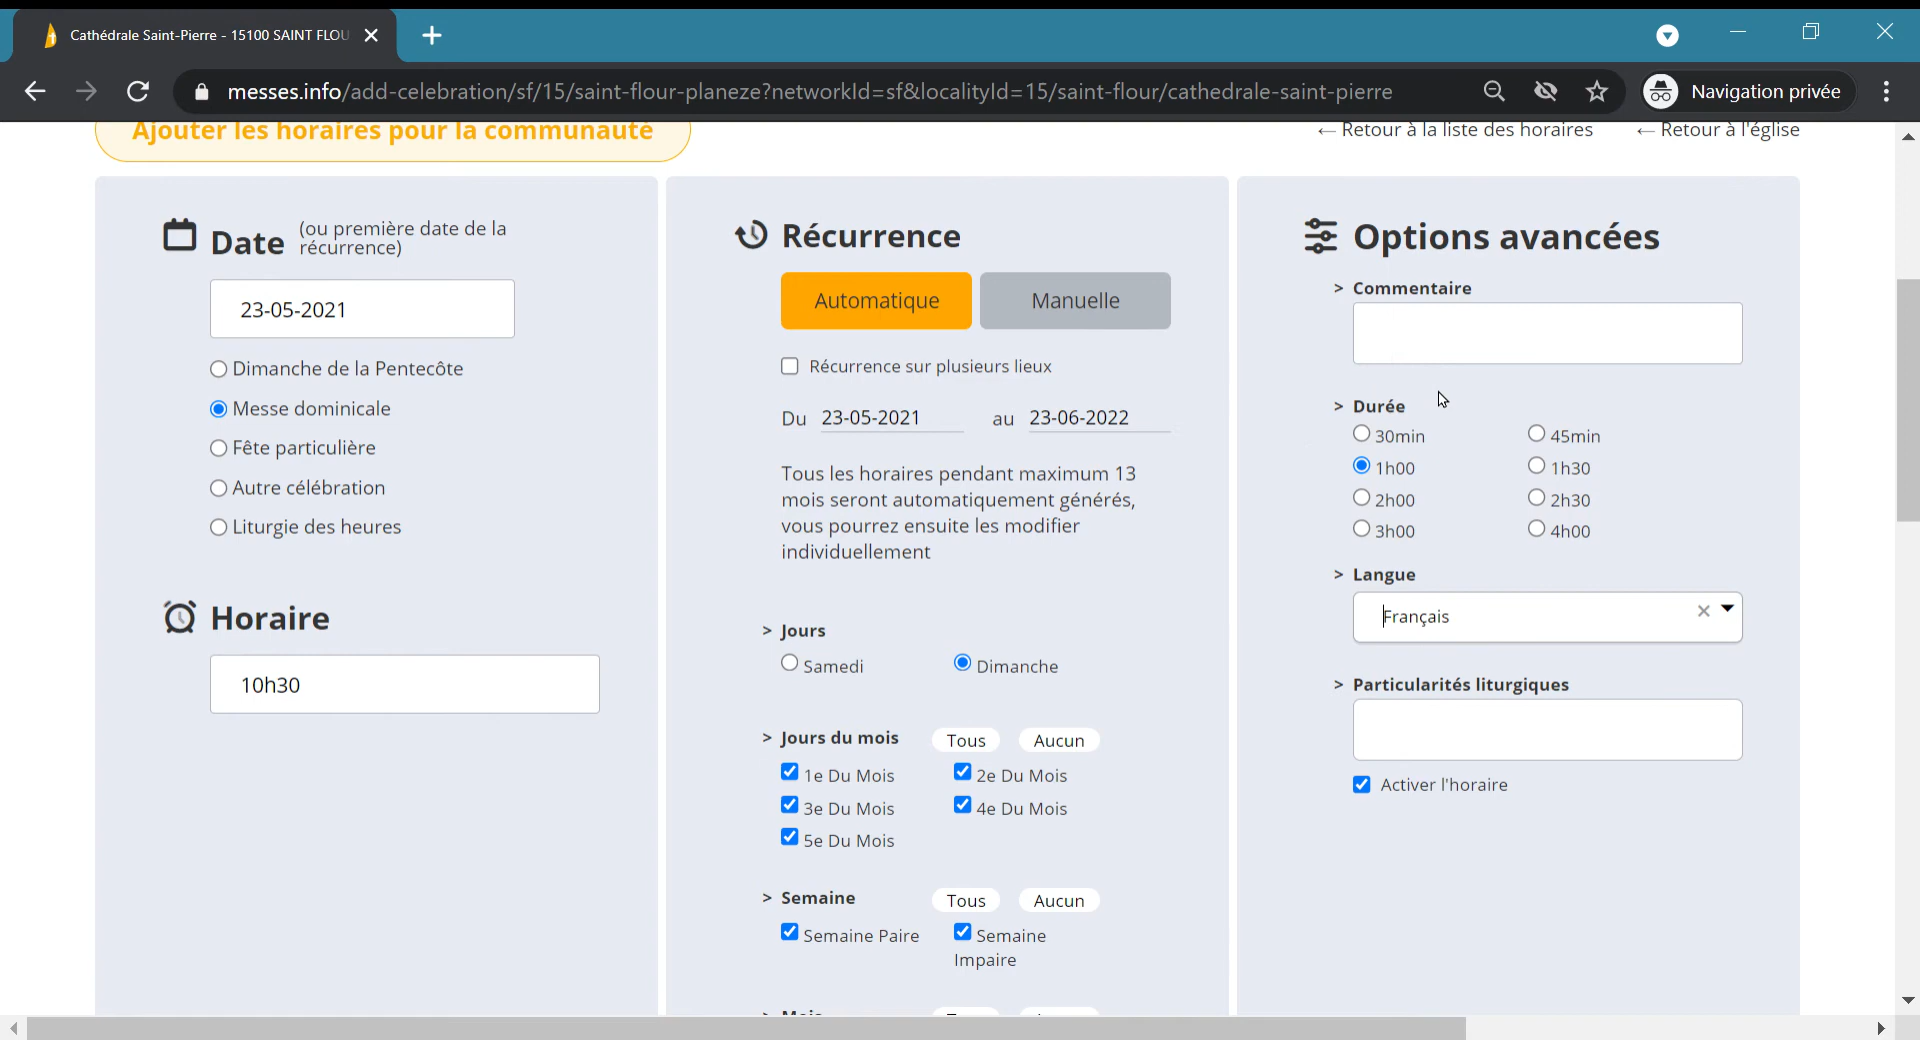 Cathédrale Saint-Pierre - 15100 SAINT FLOU
messes.info/add-celebration/sf/15/saint-flour-planeze?networkId=sf&localityId=15/saint-flour/cathedrale-saint-pierre
Navigation privée
Ajouter les horaires pour la communauté
← Retour à la liste des horaires
← Retour à l'église
Date (ou première date de la
récurrence)
23-05-2021
Dimanche de la Pentecôte
Messe dominicale
Fête particulière
Autre célébration
Liturgie des heures
Horaire
10h30
Récurrence
Automatique Manuelle
Récurrence sur plusieurs lieux
Du 23-05-2021 au 23-06-2022
Tous les horaires pendant maximum 13
mois seront automatiquement générés,
vous pourrez ensuite les modifier
individuellement
> Jours
Samedi Dimanche
> Jours du mois Tous Aucun
1e Du Mois 2e Du Mois
3e Du Mois 4e Du Mois
5e Du Mois
> Semaine Tous Aucun
Semaine Paire Semaine
Impaire
Options avancées
> Commentaire
> Durée
30min 45min
1h00 1h30
2h00 2h30
3h00 4h00
> Langue
Français
> Particularités liturgiques
Activer l'horaire